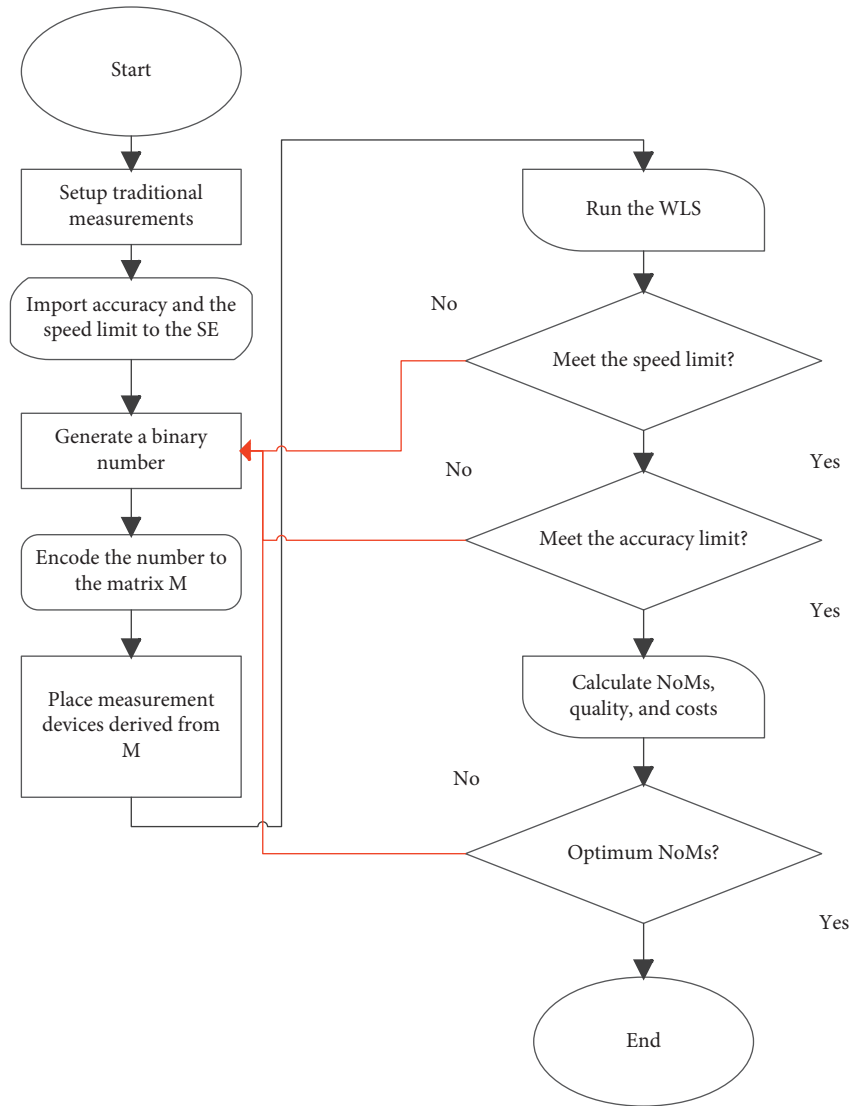 Start
Setup traditional
measurements
Import accuracy and the
speed limit to the SE
Generate a binary
number
Encode the number to
the matrix M
Place measurement
devices derived from
M
Run the WLS
No
Meet the speed limit?
Yes
No
Meet the accuracy limit?
Yes
Calculate NoMs,
quality, and costs
No
Optimum NoMs?
Yes
End